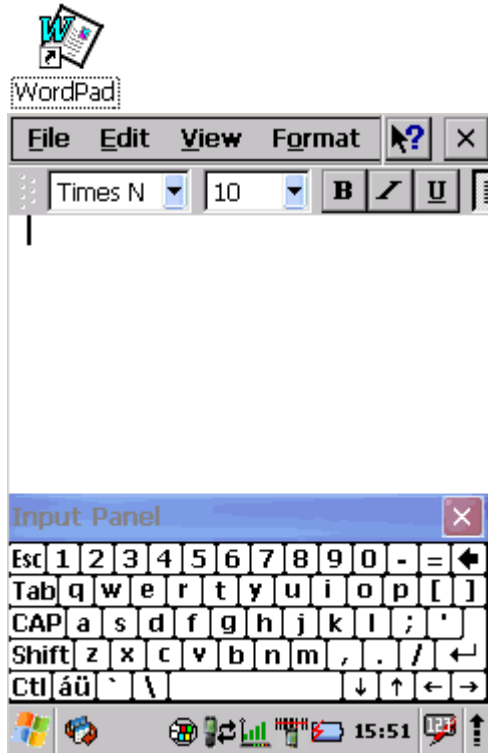 WordPad
File Edit View Format ?
Times N 10 B I U
Input Panel
Esc 1 2 3 4 5 6 7 8 9 0 - =
Tab q w e r t y u i o p [ ]
CAP a s d f g h j k l ; '
Shift z x c v b n m , . /
Ctl áü ` \
15:51